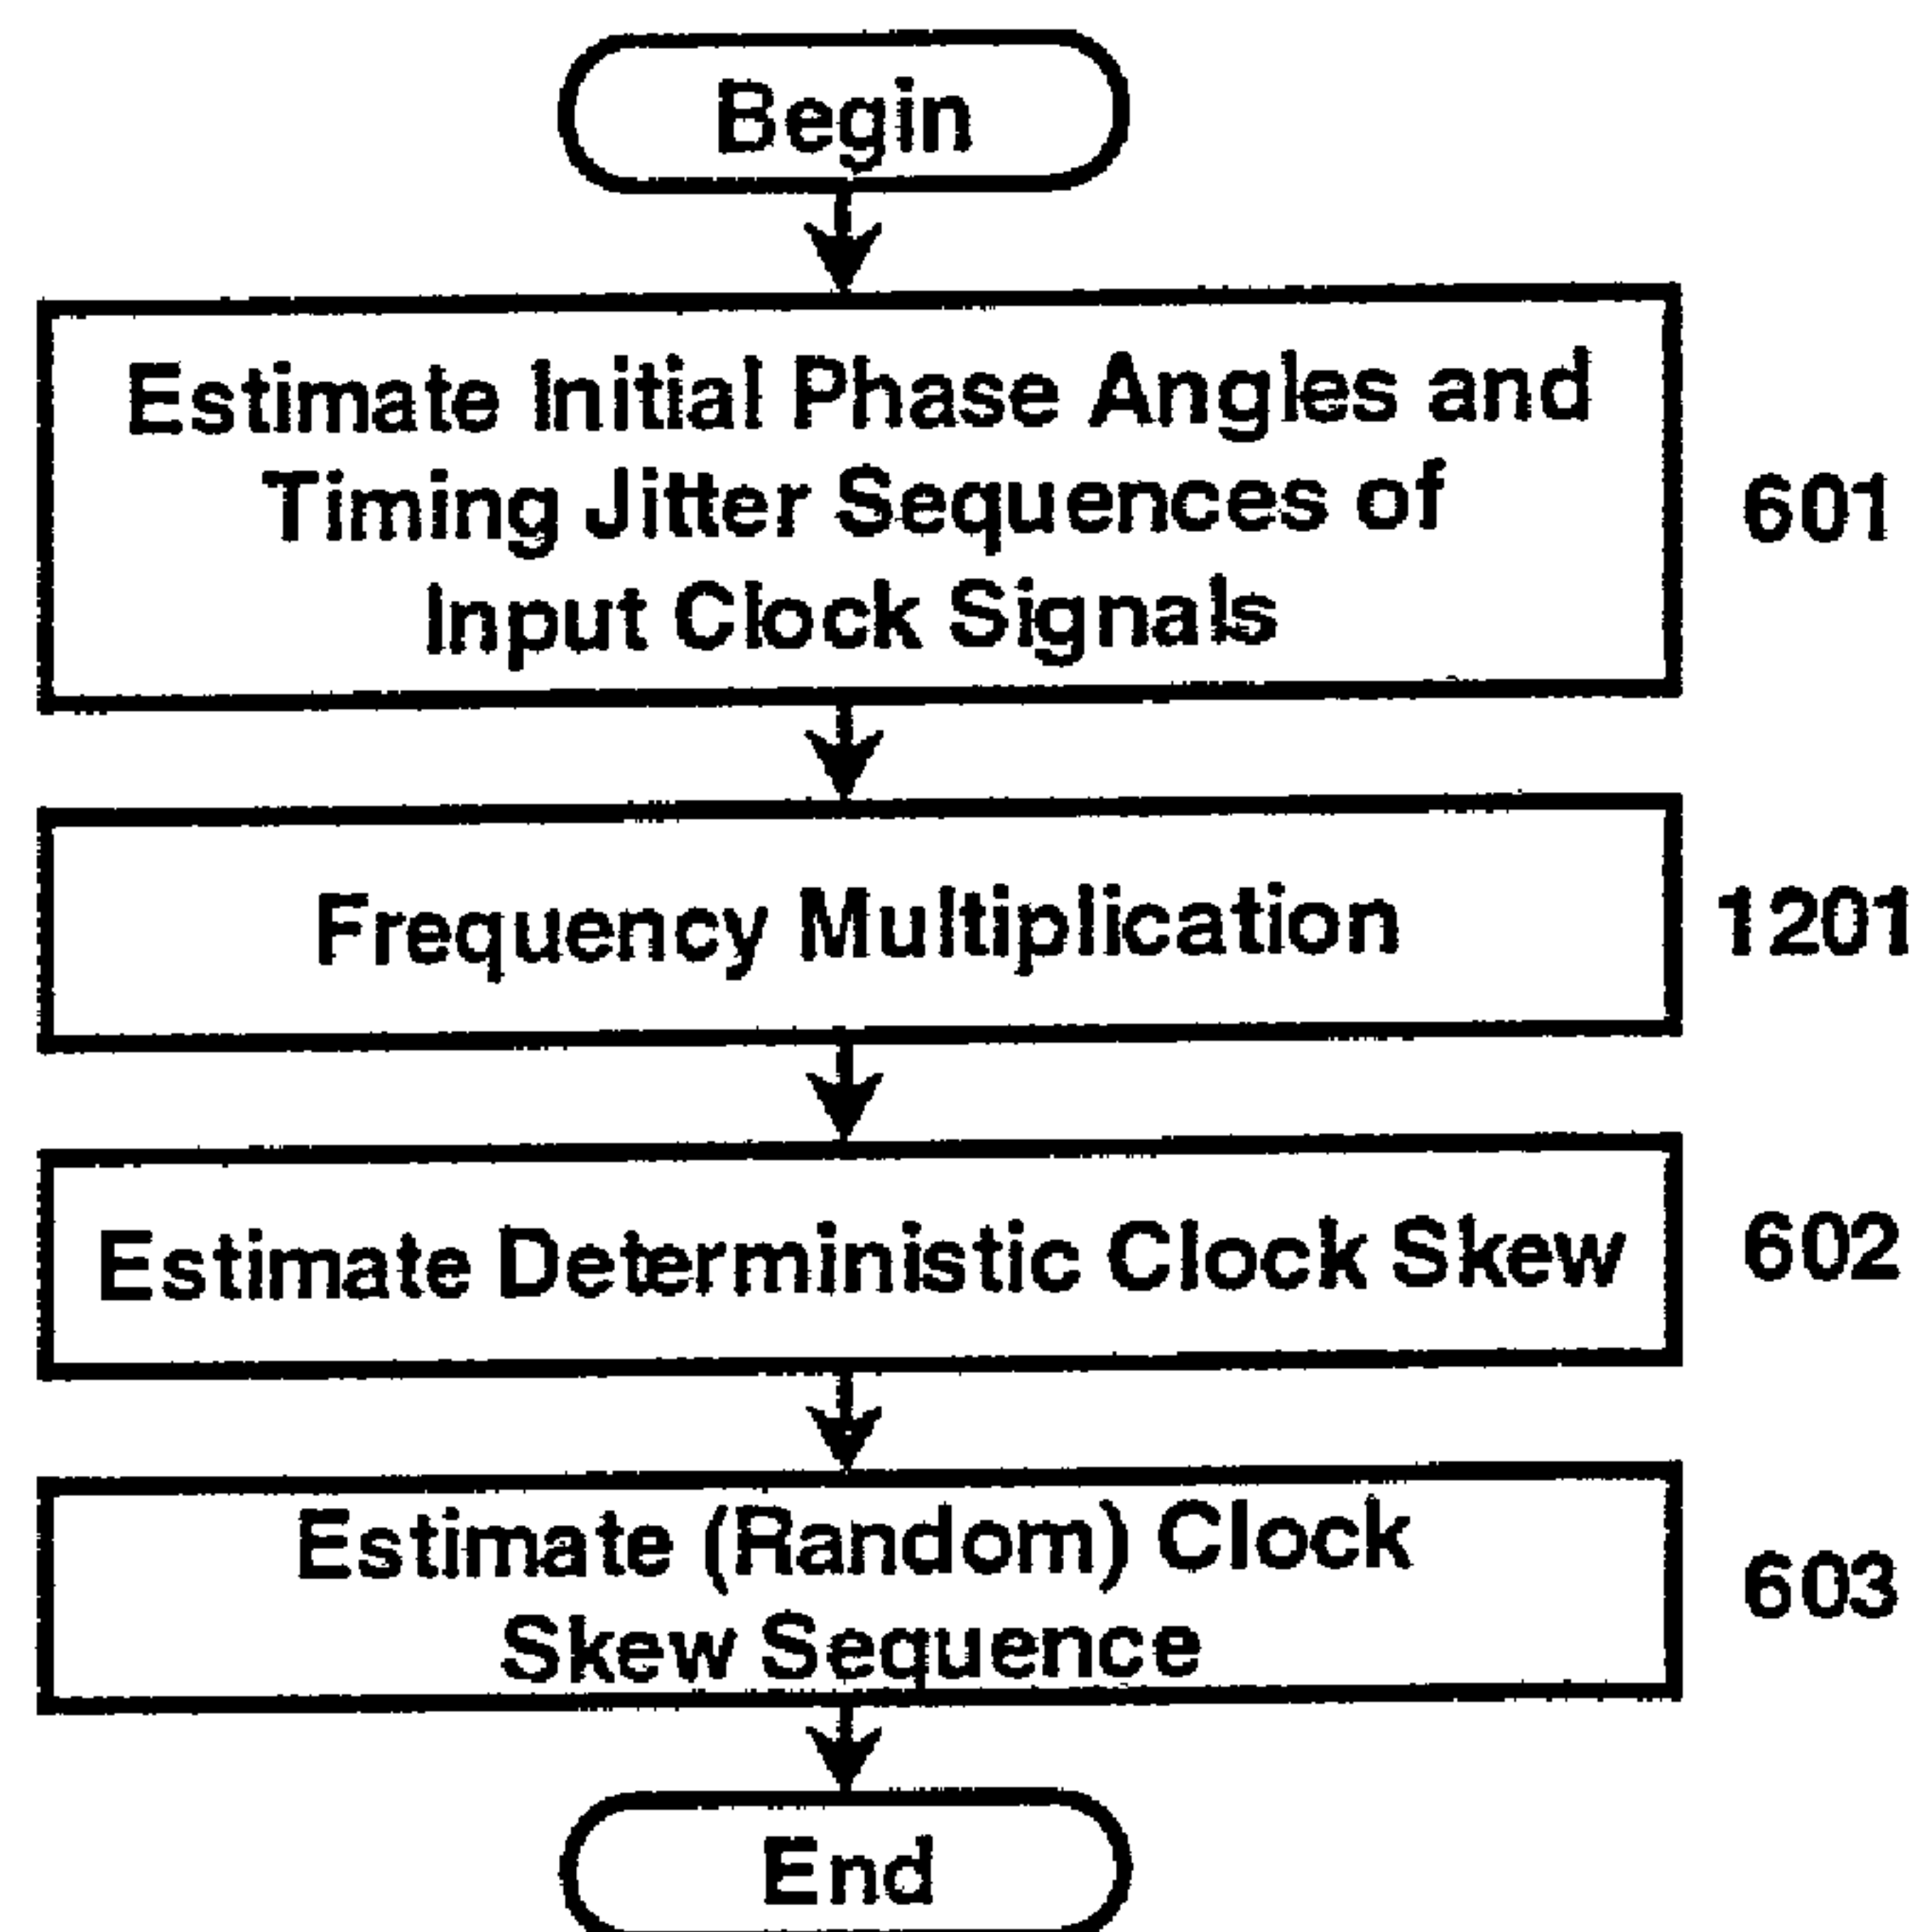 Begin
Estimate Initial Phase Angles and
Timing Jitter Sequences of
Input Clock Signals
601
Frequency Multiplication
1201
Estimate Deterministic Clock Skew
602
Estimate (Random) Clock
Skew Sequence
603
End